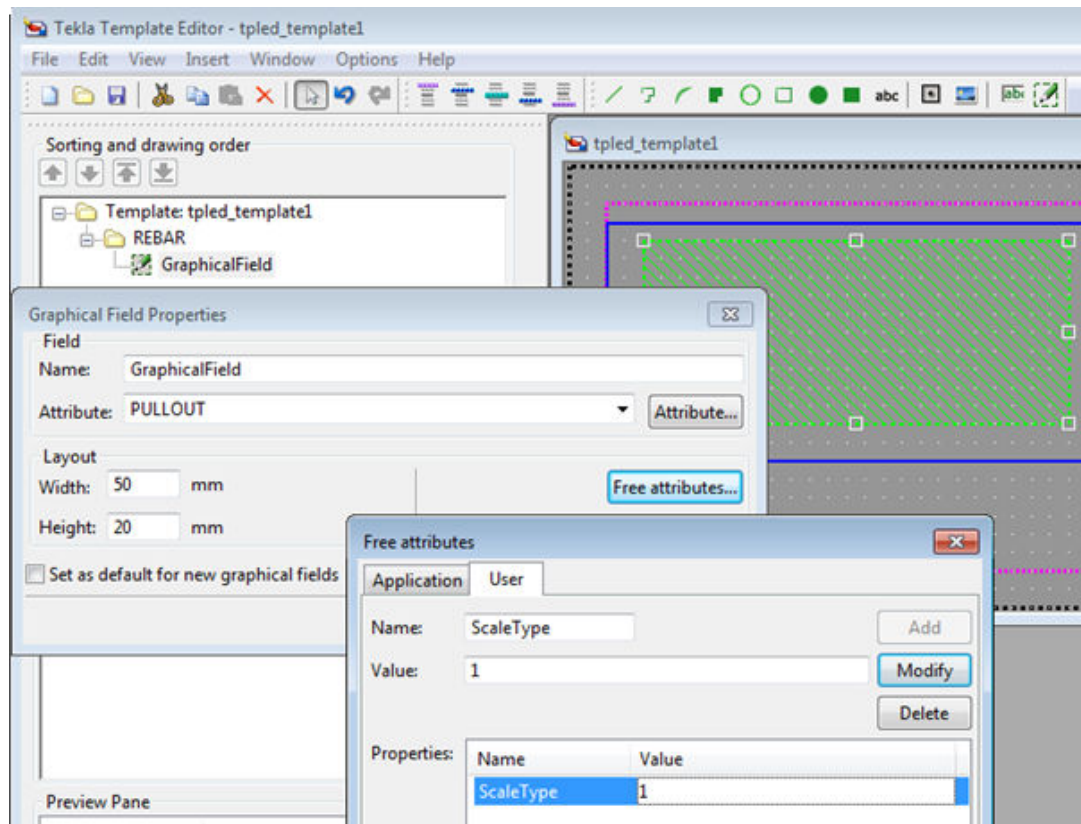 Tekla Template Editor - tpled_template1
File Edit View Insert Window Options Help
abc ab
Sorting and drawing order
tpled_template1
Template: tpled_template1
REBAR
GraphicalField
Graphical Field Properties
Field
Name: GraphicalField
Attribute: PULLOUT Attribute...
Layout
Width: 50 mm Free attributes...
Height: 20 mm
Set as default for new graphical fields
Free attributes
Application User
Name: ScaleType Add
Value: 1 Modify
Delete
Properties: Name Value
ScaleType 1
Preview Pane